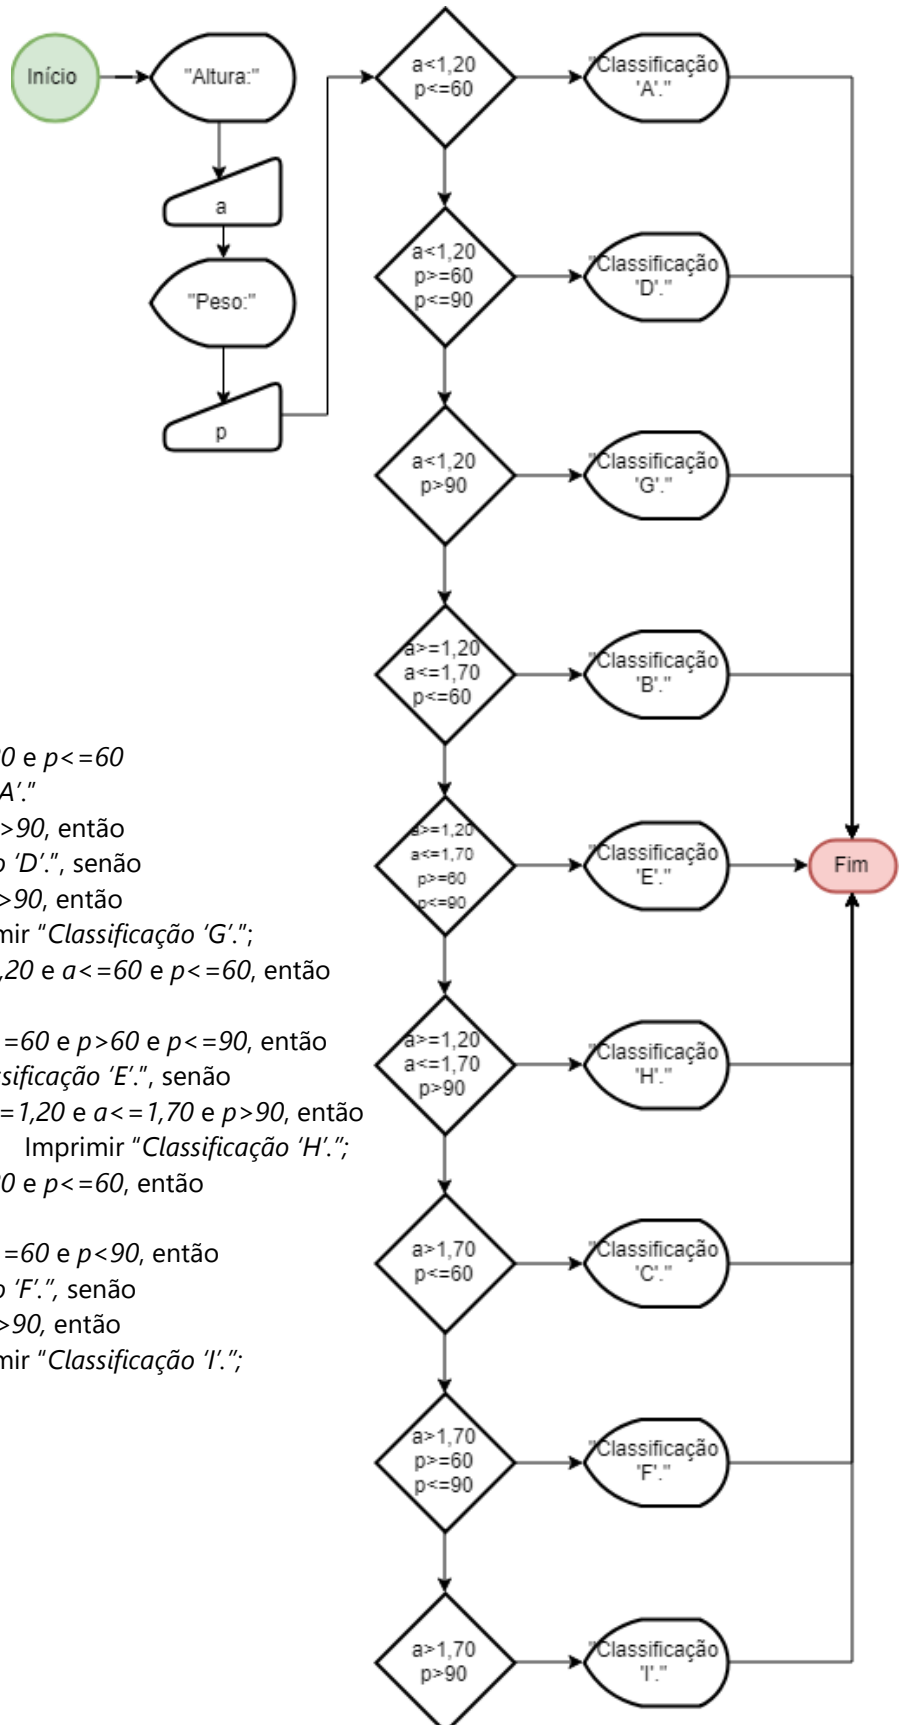 Início
"Altura:"
a
"Peso:"
p
a<1,20
p<=60
"Classificação
'A'."
a<1,20
p>=60
p<=90
"Classificação
'D'."
a<1,20
p>90
"Classificação
'G'."
a>=1,20
a<=1,70
p<=60
"Classificação
'B'."
a>=1,20
a<=1,70
p>=60
p<=90
"Classificação
'E'."
Fim
a>=1,20
a<=1,70
p>90
"Classificação
'H'."
a>1,70
p<=60
"Classificação
'C'."
a>1,70
p>=60
p<=90
"Classificação
'F'."
a>1,70
p>90
"Classificação
'I'."
0 e p<=60
A’.”
>90, então
o ‘D’.”, senão
>90, então
mir “Classificação ‘G’.”;
,20 e a<=60 e p<=60, então
=60 e p>60 e p<=90, então
ssificação ‘E’.”, senão
=1,20 e a<=1,70 e p>90, então
Imprimir “Classificação ‘H’.”;
0 e p<=60, então
=60 e p<90, então
o ‘F’.”, senão
>90, então
mir “Classificação ‘I’.”;